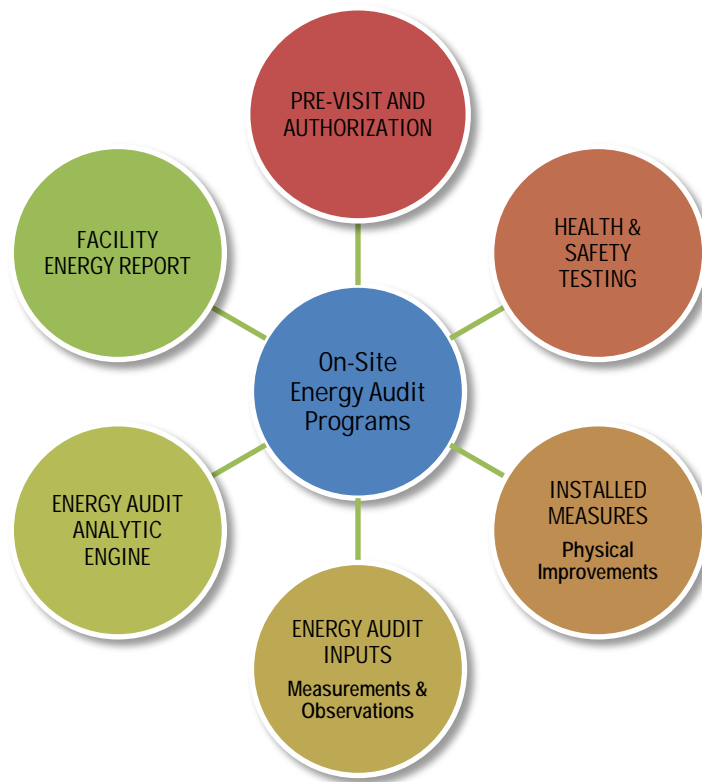 PRE-VISIT AND
AUTHORIZATION
HEALTH &
SAFETY
TESTING
INSTALLED
MEASURES
Physical
Improvements
ENERGY AUDIT
INPUTS
Measurements &
Observations
ENERGY AUDIT
ANALYTIC
ENGINE
FACILITY
ENERGY REPORT
On-Site
Energy Audit
Programs